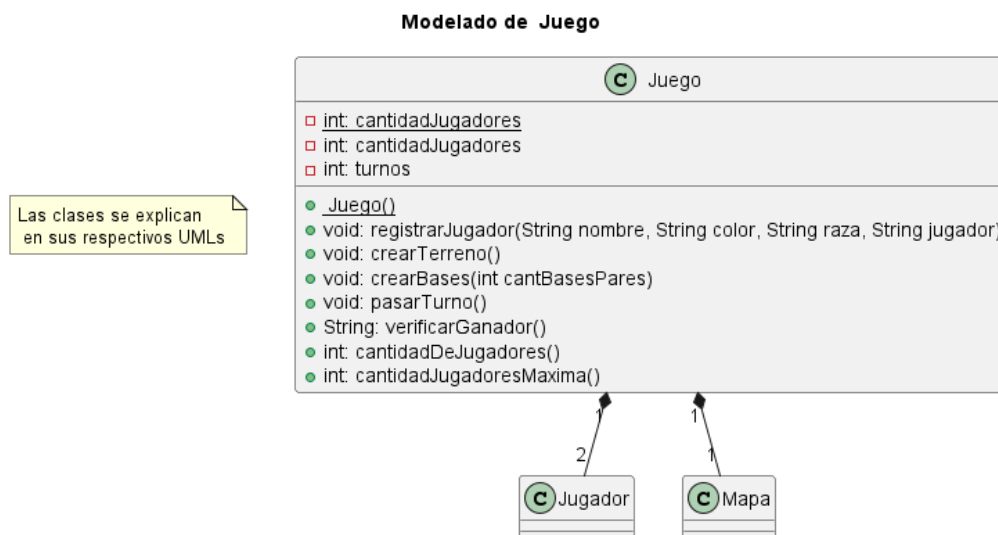 Modelado de Juego
C Juego
int: cantidadJugadores
int: cantidadJugadores
int: turnos
Las clases se explican
en sus respectivos UMLs
Juego()
void: registrarJugador(String nombre, String color, String raza, String jugador)
void: crearTerreno()
void: crearBases(int cantBasesPares)
void: pasarTurno()
String: verificarGanador()
int: cantidadDeJugadores()
int: cantidadJugadoresMaxima()
1 1
2 1
C Jugador C Mapa